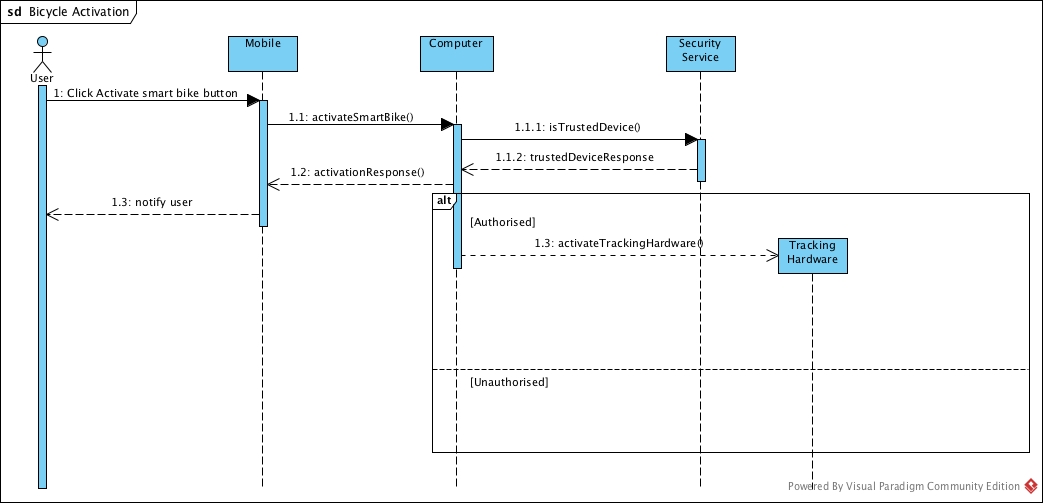 sd Bicycle Activation
User
Mobile
Computer
Security
Service
1: Click Activate smart bike button
1.1: activateSmartBike()
1.1.1: isTrustedDevice()
1.1.2: trustedDeviceResponse
1.2: activationResponse()
1.3: notify user
alt
[Authorised]
1.3: activateTrackingHardware()
Tracking
Hardware
[Unauthorised]
Powered By Visual Paradigm Community Edition